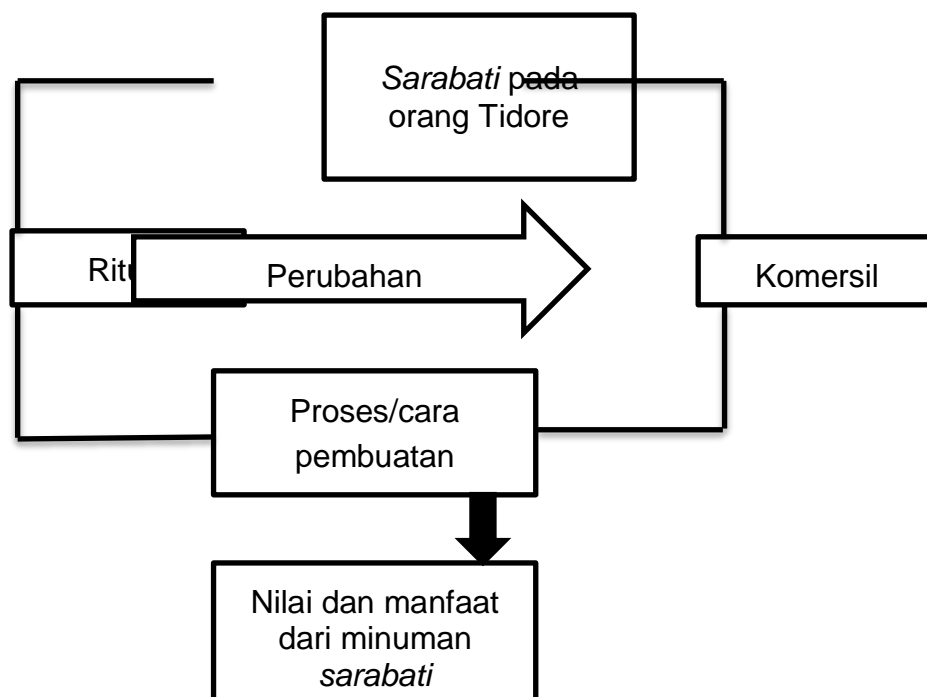 Sarabati pada
orang Tidore
Perubahan
Komersil
Proses/cara
pembuatan
Nilai dan manfaat
dari minuman
sarabati